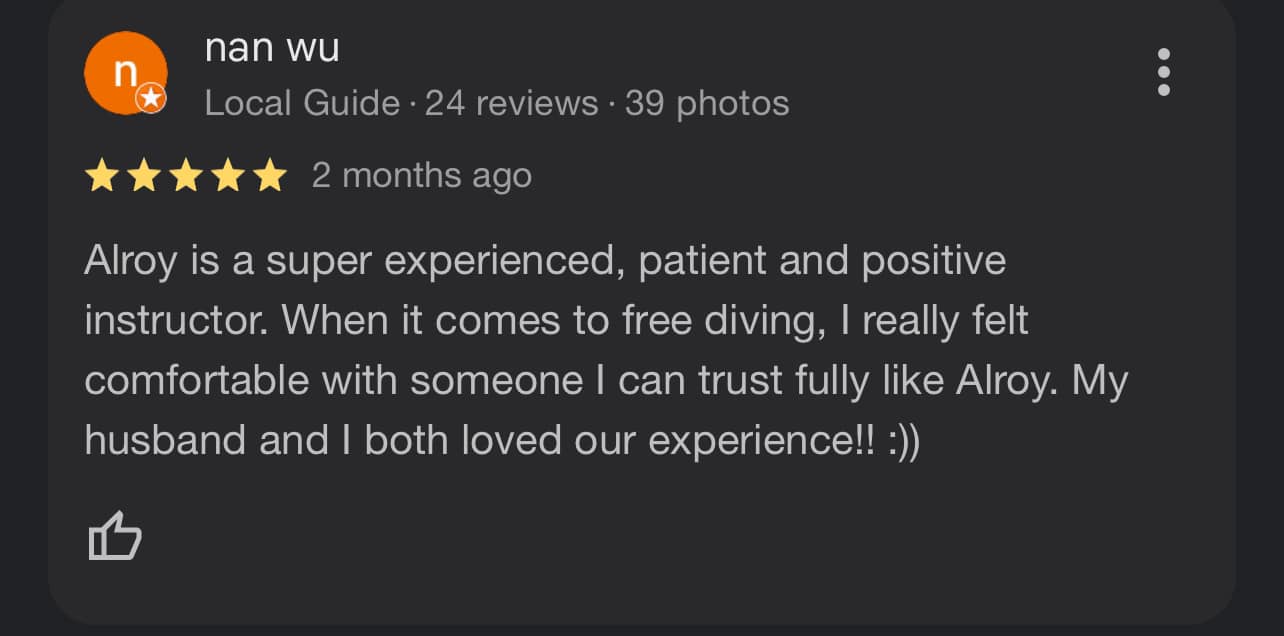 n
nan wu
Local Guide · 24 reviews · 39 photos
2 months ago
Alroy is a super experienced, patient and positive
instructor. When it comes to free diving, I really felt
comfortable with someone I can trust fully like Alroy. My
husband and I both loved our experience!! :))